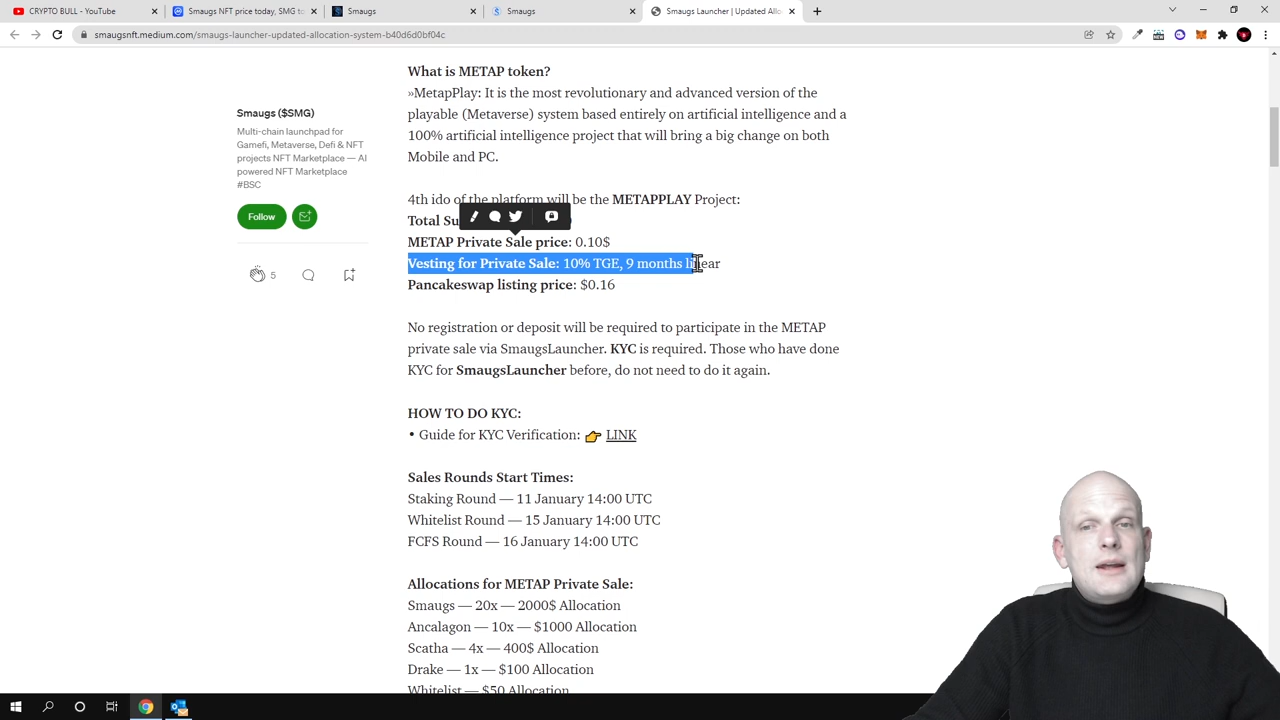 CRYPTO BULL - YouTube
Smaugs NFT price today, SMG to
Smaugs
Smaugs
Smaugs Launcher | Updated Allo
smaugsnft.medium.com/smaugs-launcher-updated-allocation-system-b40d6d0bf04c
Smaugs ($SMG)
Multi-chain launchpad for
Gamefi, Metaverse, Defi & NFT
projects NFT Marketplace — AI
powered NFT Marketplace
#BSC
Follow
5
What is METAP token?
»MetapPlay: It is the most revolutionary and advanced version of the
playable (Metaverse) system based entirely on artificial intelligence and a
100% artificial intelligence project that will bring a big change on both
Mobile and PC.
4th ido of the platform will be the METAPPLAY Project:
Total
METAP Private Sale price: 0.10$
Vesting for Private Sale: 10% TGE, 9 months linear
Pancakeswap listing price: $0.16
No registration or deposit will be required to participate in the METAP
private sale via SmaugsLauncher. KYC is required. Those who have done
KYC for SmaugsLauncher before, do not need to do it again.
HOW TO DO KYC:
• Guide for KYC Verification: 👉 LINK
Sales Rounds Start Times:
Staking Round — 11 January 14:00 UTC
Whitelist Round — 15 January 14:00 UTC
FCFS Round — 16 January 14:00 UTC
Allocations for METAP Private Sale:
Smaugs — 20x — 2000$ Allocation
Ancalagon — 10x — $1000 Allocation
Scatha — 4x — 400$ Allocation
Drake — 1x — $100 Allocation
Whitelist — $50 Allocation